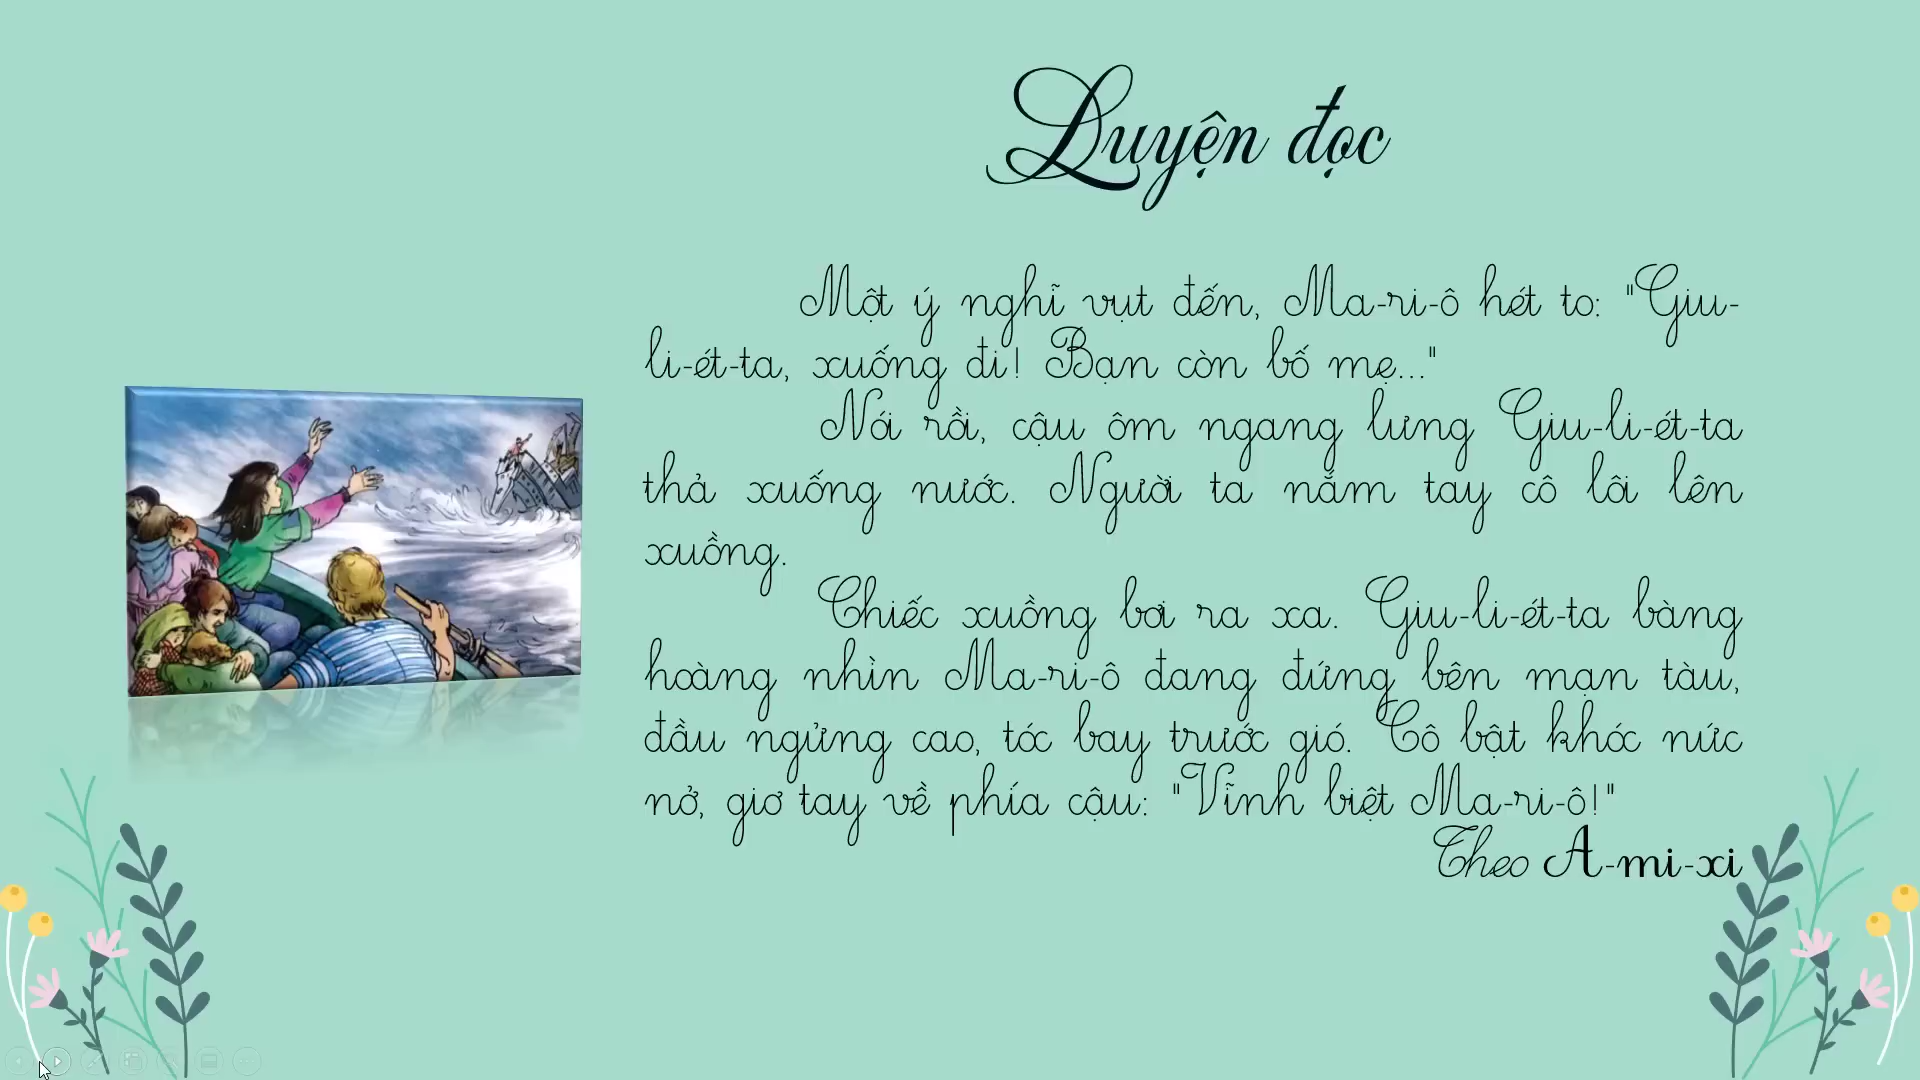 Luyện đọc
Một ý nghĩ vụt đến, Ma-ri-ô hét to: "Giu-
li-ét-ta, xuống đi! Bạn còn bố mẹ..."
Nói rồi, cậu ôm ngang lưng Giu-li-ét-ta
thả xuống nước. Người ta nắm tay cô lôi lên
xuồng.
Chiếc xuồng bơi ra xa. Giu-li-ét-ta bàng
hoàng nhìn Ma-ri-ô đang đứng bên mạn tàu,
đầu ngửng cao, tóc bay trước gió. Cô bật khóc nức
nở, giơ tay về phía cậu: "Vĩnh biệt Ma-ri-ô!"
Theo A-mi-xi